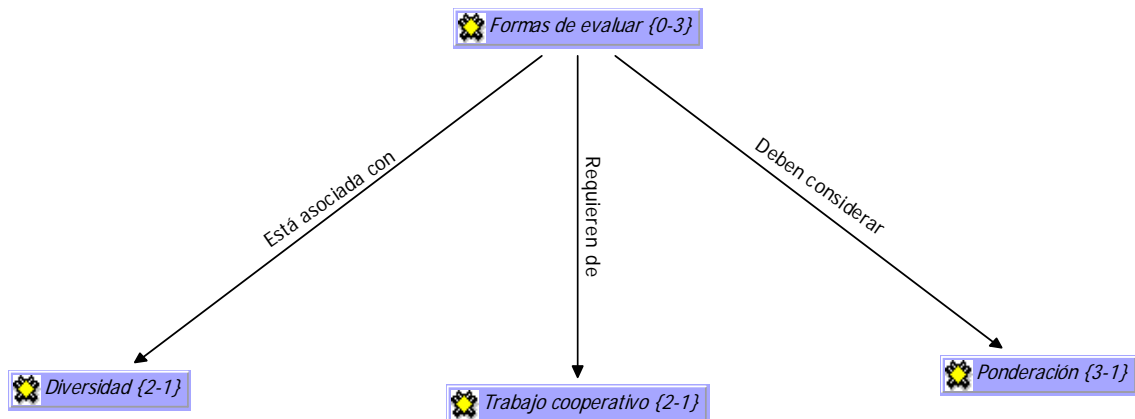 Formas de evaluar {0-3}
Está asociada con
Requieren de
Deben considerar
Diversidad {2-1}
Trabajo cooperativo {2-1}
Ponderación {3-1}